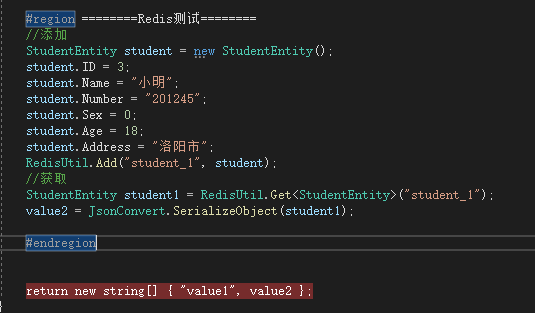 #region ========Redis测试========
//添加
StudentEntity student = new StudentEntity();
student.ID = 3;
student.Name = "小明";
student.Number = "201245";
student.Sex = 0;
student.Age = 18;
student.Address = "洛阳市";
RedisUtil.Add("student_1", student);
//获取
StudentEntity student1 = RedisUtil.Get<StudentEntity>("student_1");
value2 = JsonConvert.SerializeObject(student1);
#endregion
return new string[] { "value1", value2 };
}